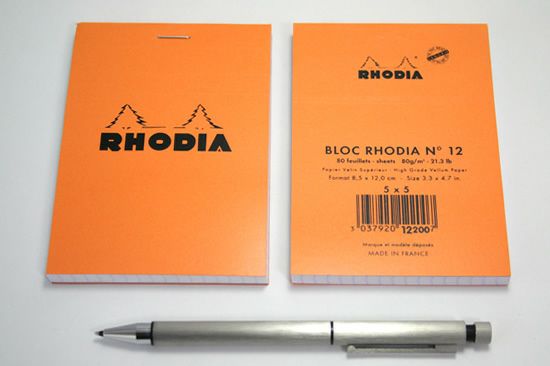 RHODIA
RHODIA
BLOC RHODIA Nº 12
80 feuillets - sheets 80g/m² - 21.3 lb
Papier Velin Supérieur - High Grade Vellum Paper
Format 8,5 x 12,0 cm - Size 3.3 x 4.7 in.
5 x 5
3 037920 122007
Marque et modèle déposés
MADE IN FRANCE